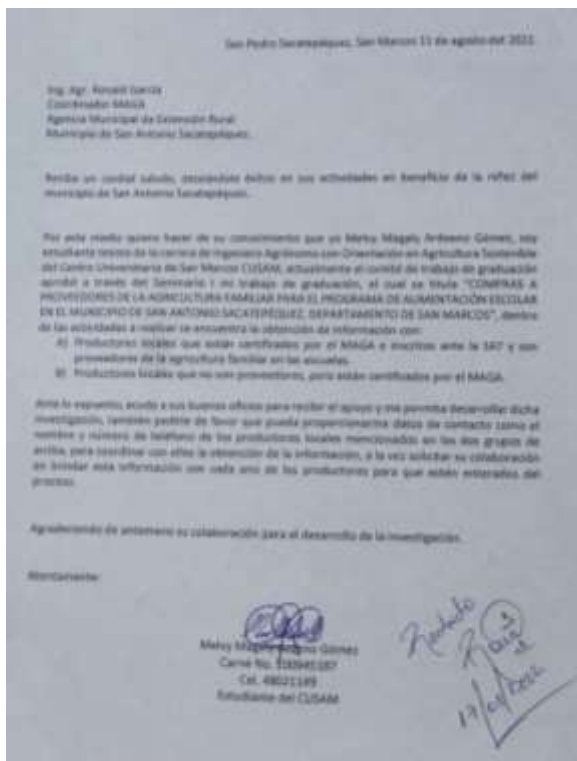 San Pedro Sacatepéquez, San Marcos 11 de agosto del 2022.
Ing. Agr. Ronald García
Coordinador MAGA
Agencia Municipal de Extensión Rural
Municipio de San Antonio Sacatepéquez.
Reciba un cordial saludo, deseándole éxitos en sus actividades en beneficio de la niñez del
municipio de San Antonio Sacatepéquez.
Por este medio quiero hacer de su conocimiento que yo Melsy Magaly Ardeano Gómez, soy
estudiante tesista de la carrera de Ingeniero Agrónomo con Orientación en Agricultura Sostenible
del Centro Universitario de San Marcos CUSAM, actualmente el comité de trabajo de graduación
aprobó a través del Seminario I mi trabajo de graduación, el cual se titula "COMPRAS A
PROVEEDORES DE LA AGRICULTURA FAMILIAR PARA EL PROGRAMA DE ALIMENTACIÓN ESCOLAR
EN EL MUNICIPIO DE SAN ANTONIO SACATEPÉQUEZ, DEPARTAMENTO DE SAN MARCOS", dentro
de las actividades a realizar se encuentra la obtención de información con:
a) Productores locales que están certificados por el MAGA e inscritos ante la SAT y son
proveedores de la agricultura familiar en las escuelas.
B) Productores locales que no son proveedores, pero están certificados por el MAGA.
Ante lo expuesto, acudo a sus buenos oficios para recibir el apoyo y me permita desarrollar dicha
investigación, también pedirle de favor que pueda proporcionarme datos de contacto como el
nombre y número de teléfono de los productores locales mencionados en los dos grupos de
arriba, para coordinar con ellos la obtención de la información, a la vez solicitar su colaboración
en brindar esta información con cada uno de los productores para que estén enterados del
proceso.
Agradeciendo de antemano su colaboración para el desarrollo de la investigación.
Atentamente:
Melsy Magaly Gómez
Carné No.
Cel. 48021189
Estudiante del CUSAM